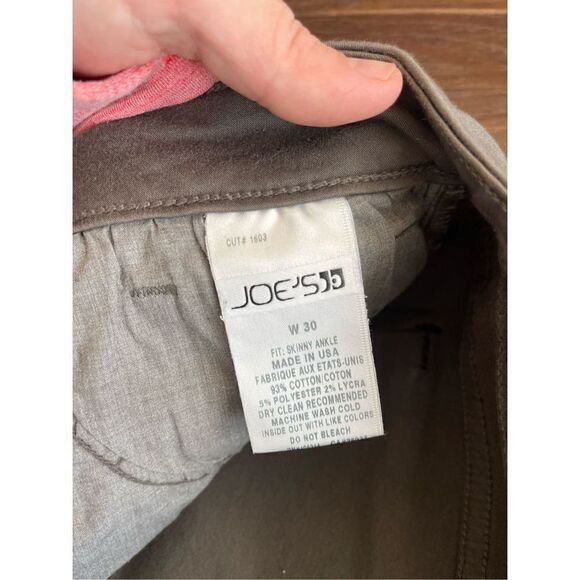 CUT# 1603
JOE'S
W 30
FIT: SKINNY ANKLE
MADE IN USA
FABRIQUE AUX ETATS-UNIS
93% COTTON/COTON
5% POLYESTER 2% LYCRA
DRY CLEAN RECOMMENDED
MACHINE WASH COLD
INSIDE OUT WITH LIKE COLORS
DO NOT BLEACH